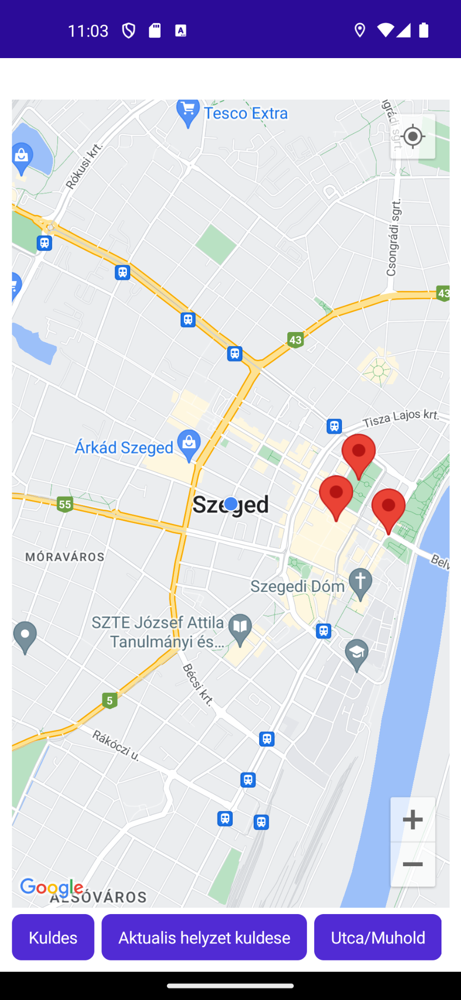 11:03
Tesco Extra
Rókusi krt.
Csongrádi sgrt.
43
43
Tisza Lajos krt.
Árkád Szeged
Szeged
55
MÓRAVÁROS
Szegedi Dóm
SZTE József Attila
Tanulmányi és...
Bécsi krt.
5
Rákóczi u.
Google
ALSÓVÁROS
Kuldes
Aktualis helyzet kuldese
Utca/Muhold